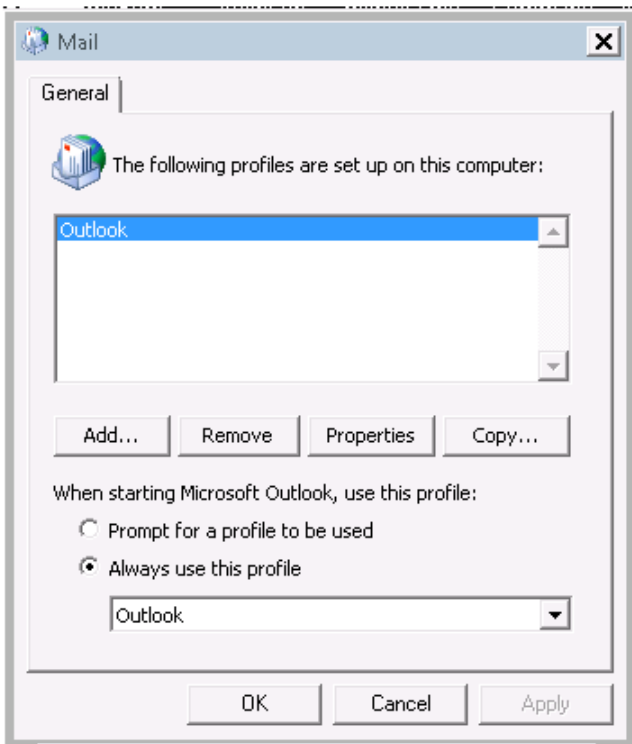 Mail
General
The following profiles are set up on this computer:
Outlook
Add... Remove Properties Copy...
When starting Microsoft Outlook, use this profile:
Prompt for a profile to be used
Always use this profile
Outlook
OK Cancel Apply